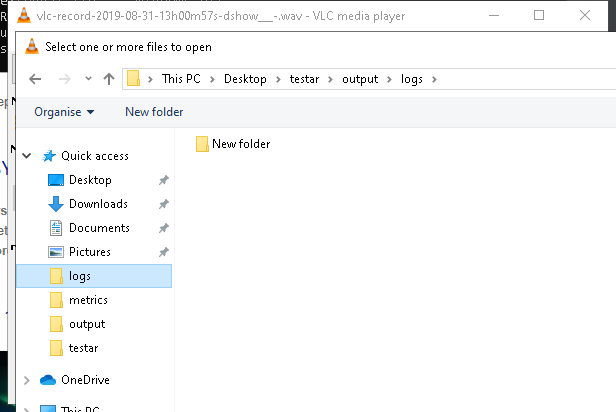 vlc-record-2019-08-31-13h00m57s-dshow___-.wav - VLC media player
Select one or more files to open
This PC > Desktop > testar > output > logs >
Organise New folder
New folder
Quick access
Desktop
Downloads
Documents
Pictures
logs
metrics
output
testar
OneDrive
This PC